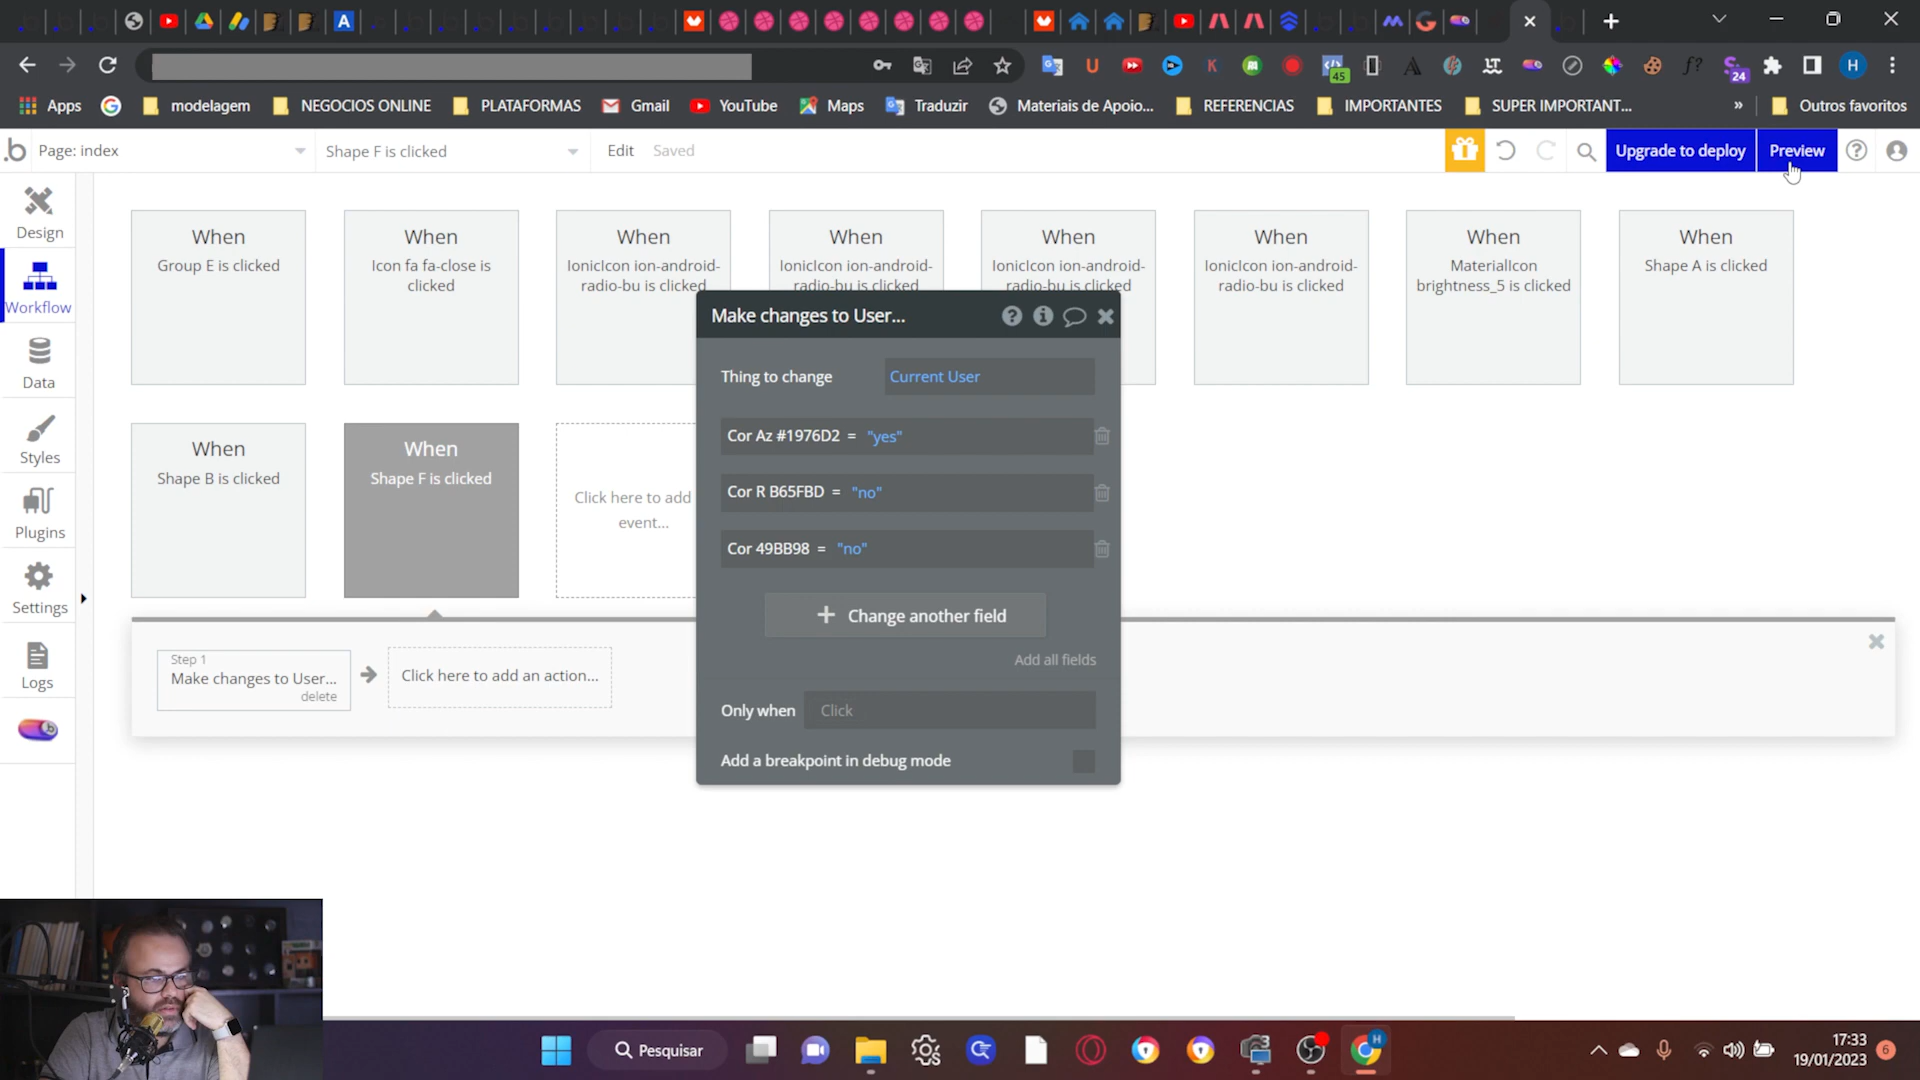 A
45
24
H
Apps
modelagem
NEGOCIOS ONLINE
PLATAFORMAS
Gmail
YouTube
Maps
Traduzir
Materiais de Apoio...
REFERENCIAS
IMPORTANTES
SUPER IMPORTANT...
»
Outros favoritos
.b
Page: index
Shape F is clicked
Edit
Saved
Upgrade to deploy
Preview
Design
Workflow
Data
Styles
Plugins
Settings
Logs
When
Group E is clicked
When
Icon fa fa-close is
clicked
When
IonicIcon ion-android-
radio-bu is clicked
When
IonicIcon ion-android-
radio-bu is clicked
When
IonicIcon ion-android-
radio-bu is clicked
When
IonicIcon ion-android-
radio-bu is clicked
When
MaterialIcon
brightness_5 is clicked
When
Shape A is clicked
When
Shape B is clicked
When
Shape F is clicked
Click here to add
event...
Make changes to User...
Thing to change
Current User
Cor Az #1976D2 = "yes"
Cor R B65FBD = "no"
Cor 49BB98 = "no"
+ Change another field
Add all fields
Only when
Click
Add a breakpoint in debug mode
Step 1
Make changes to User...
delete
Click here to add an action...
Pesquisar
H
17:33
19/01/2023
6